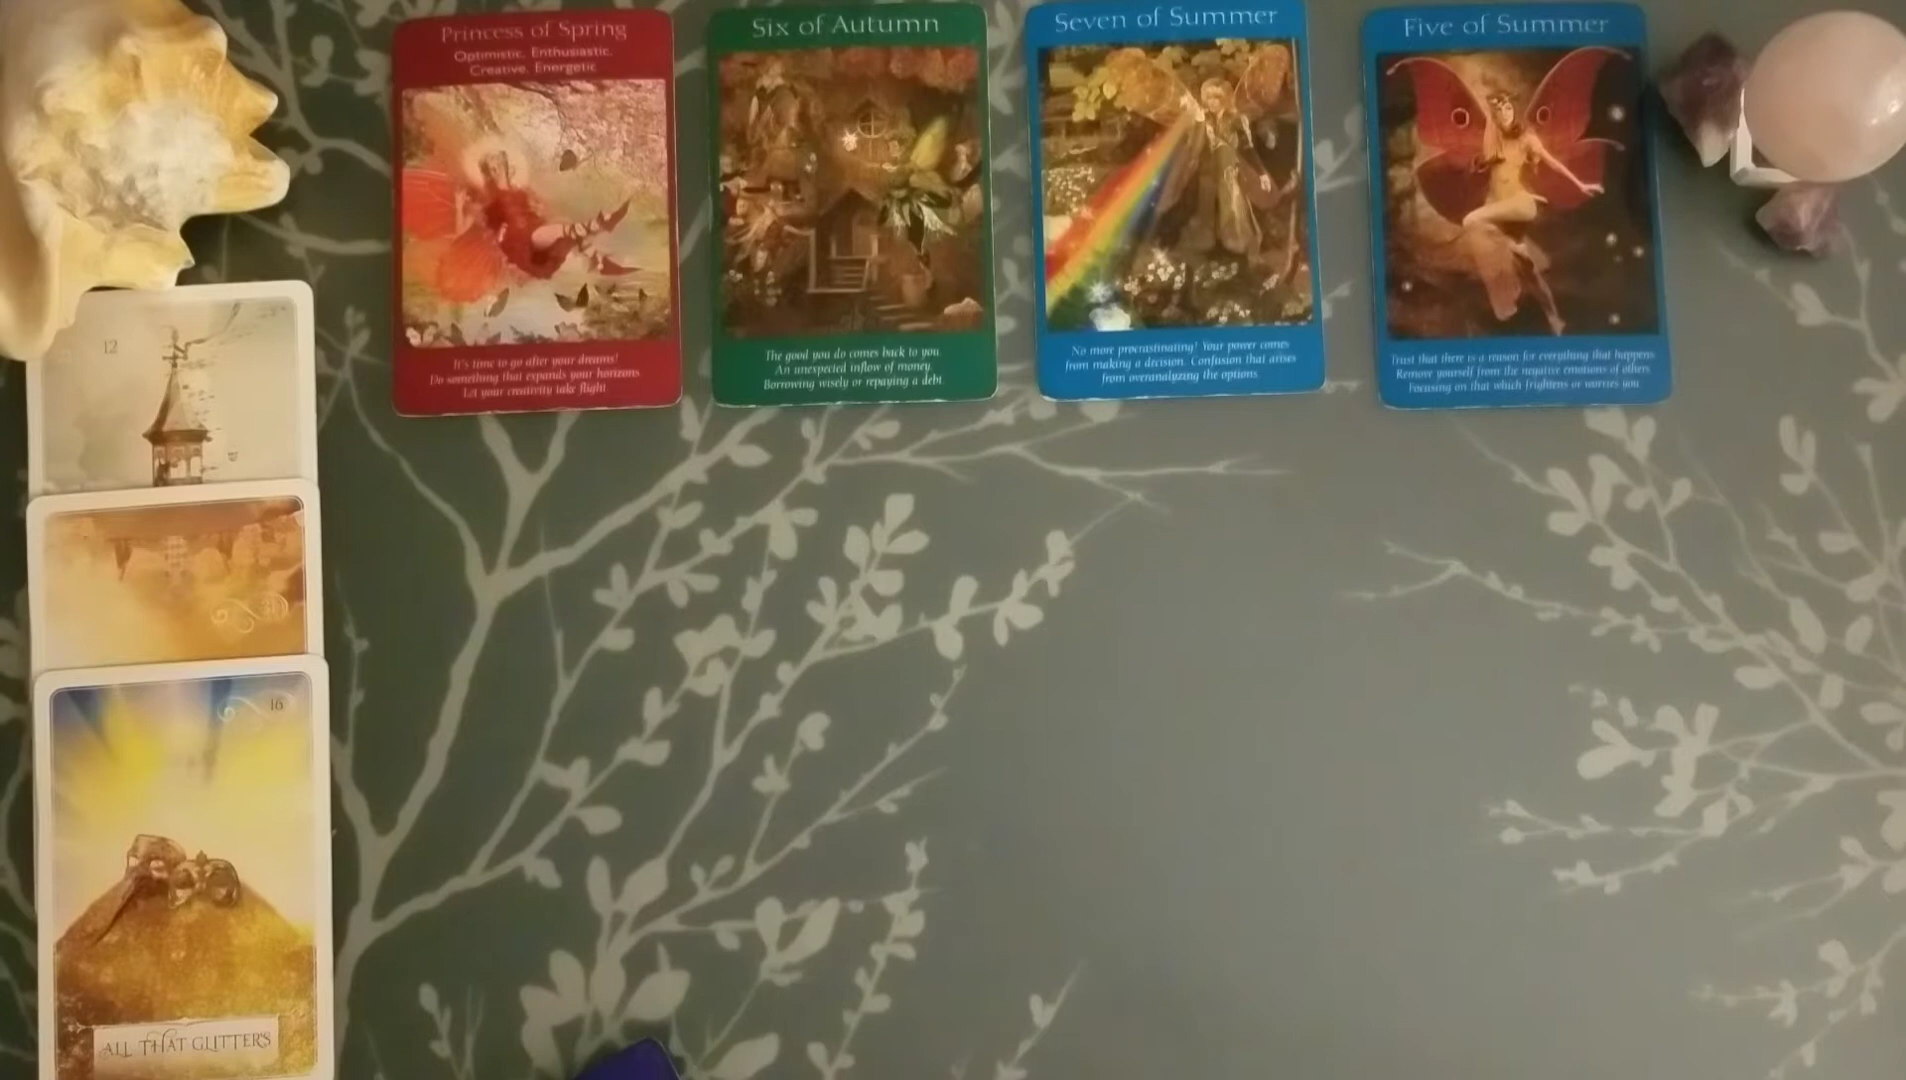 Princess of Spring
Optimistic, Enthusiastic,
Creative, Energetic
It's time to go after your dreams!
Do something that expands your horizons
Let your creativity take flight
Six of Autumn
The good you do comes back to you.
An unexpected inflow of money.
Borrowing wisely or repaying a debt.
Seven of Summer
No more procrastinating! Your power comes
from making a decision. Confusion that arises
from overanalyzing the options
Five of Summer
Trust that there is a reason for everything that happens
Remove yourself from the negative emotions of others.
Focusing on that which frightens or worries you.
12
16
ALL THAT GLITTERS